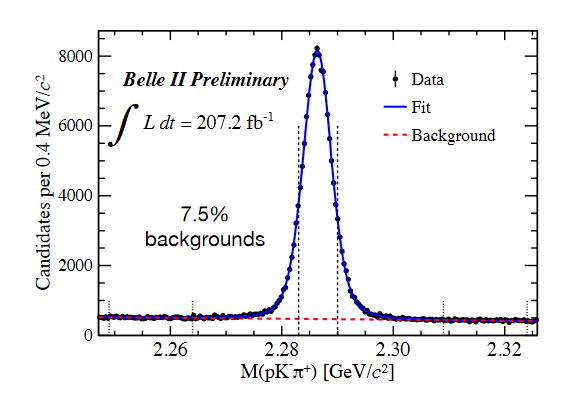 8000
6000
4000
2000
0
Candidates per 0.4 MeV/c²
Belle II Preliminary
∫ L dt = 207.2 fb⁻¹
7.5%
backgrounds
Data
Fit
Background
2.26
2.28
2.30
2.32
M(pK⁻π⁺) [GeV/c²]